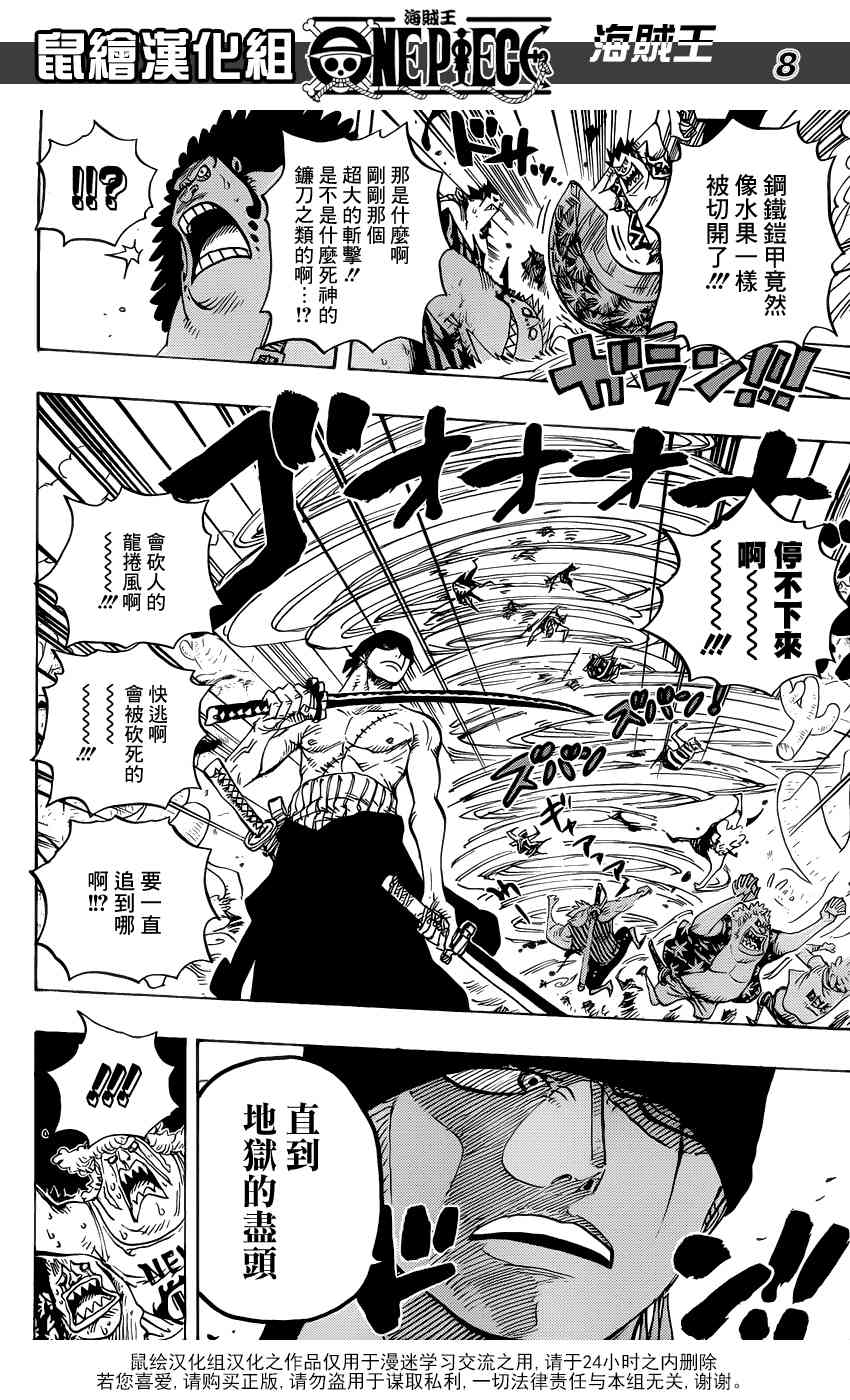 鼠繪漢化組
海賊王
ONE PIECE
海賊王
8
鋼鐵鎧甲竟然
像水果一樣
被切開了!!!
那是什麼啊
剛剛那個
超大的斬擊!!
是不是什麼死神的
鐮刀之類的啊…!?
!!?
ドドオッ
ガラン!!!
ゴオオオオー
停不下來
啊~~~!!!
會砍人的
龍捲風啊
~~~!!!
快逃啊
會被砍死的
~~~!!!
ズバン!
ズバン
ギャアア…
わー
要一直
追到哪
啊!!?
直到
地獄的盡頭
ドドン!!
!!!
NEW
鼠绘汉化组汉化之作品仅用于漫迷学习交流之用,请于24小时之内删除
若您喜爱,请购买正版,请勿盗用于谋取私利,一切法律责任与本组无关,谢谢。